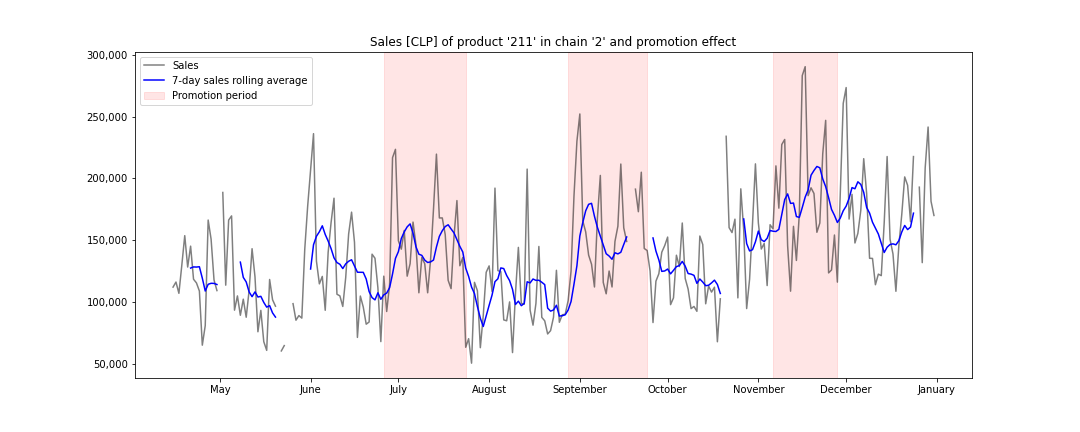 Sales [CLP] of product '211' in chain '2' and promotion effect
300,000
250,000
200,000
150,000
100,000
50,000
Sales
7-day sales rolling average
Promotion period
May
June
July
August
September
October
November
December
January